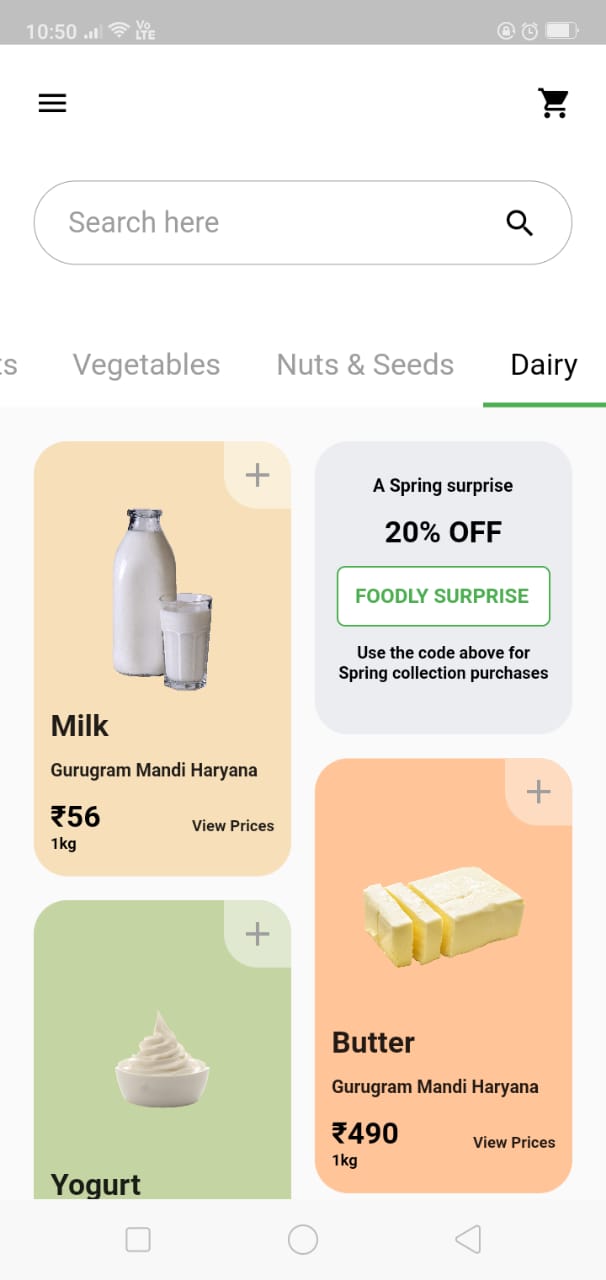 10:50 Vo LTE
Search here
ts Vegetables Nuts & Seeds Dairy
Milk
Gurugram Mandi Haryana
₹56
1kg
View Prices
A Spring surprise
20% OFF
FOODLY SURPRISE
Use the code above for
Spring collection purchases
Butter
Gurugram Mandi Haryana
₹490
1kg
View Prices
Yogurt